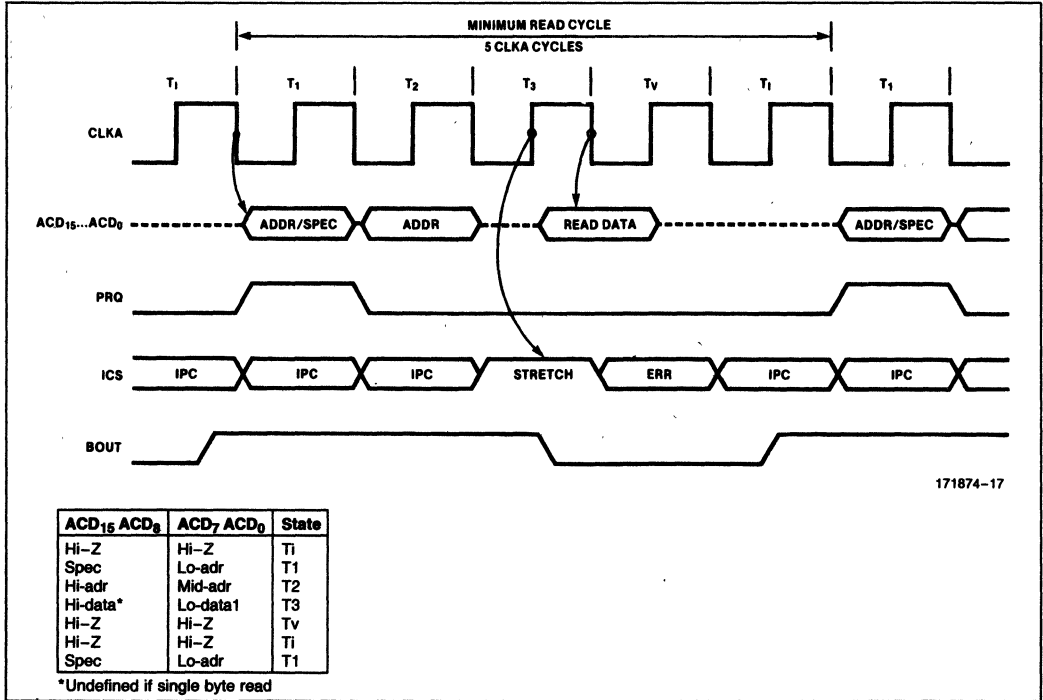 MINIMUM READ CYCLE
5 CLKA CYCLES
TI T1 T2 T3 TV TI T1
CLKA
ACD15...ACD0 ADDR/SPEC ADDR READ DATA ADDR/SPEC
PRQ
ICS IPC IPC IPC STRETCH ERR IPC IPC
BOUT
171874–17
ACD15 ACD8 ACD7 ACD0 State
Hi–Z Hi–Z Ti
Spec Lo-adr T1
Hi-adr Mid-adr T2
Hi-data* Lo-data1 T3
Hi–Z Hi–Z Tv
Hi–Z Hi–Z Ti
Spec Lo-adr T1
*Undefined if single byte read